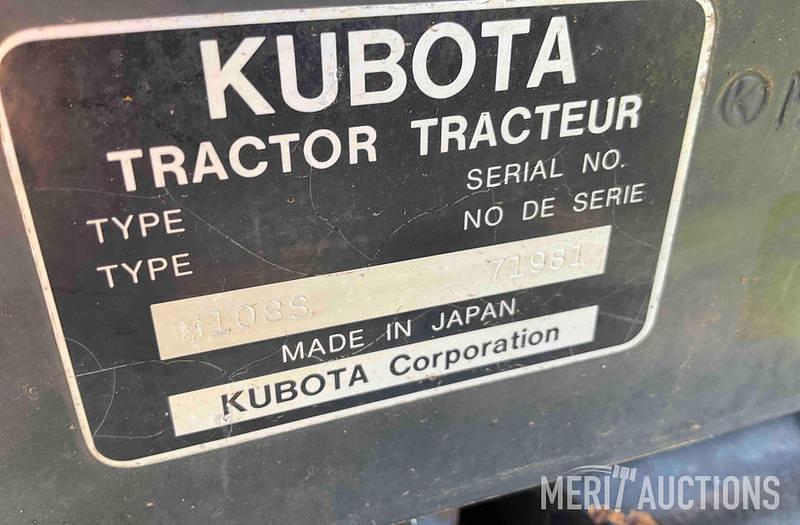 KUBOTA
TRACTOR TRACTEUR
TYPE SERIAL NO.
TYPE NO DE SERIE
M108S 71981
MADE IN JAPAN
KUBOTA Corporation
K
MERIT AUCTIONS